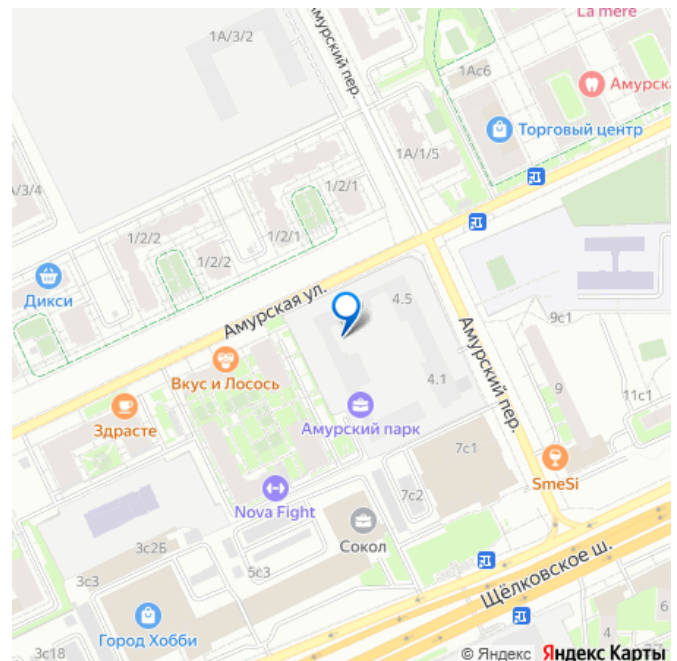 La mere
1А/3/2
Амурский пер.
1Ас6
Амурска
Торговый центр
1А/1/5
/3/4
1/2/1
1/2/2
1/2/1
1/2/2
Дикси
Амурская ул.
4.5
Амурский пер.
9с1
Вкус и Лосось
4.1
9
11с1
Здрасте
Амурский парк
7с1
SmeSi
7с2
Nova Fight
Сокол
3с2Б
5с3
3с3
Щёлковское ш.
Город Хобби
6
4
3с18
© Яндекс Яндекс Карты